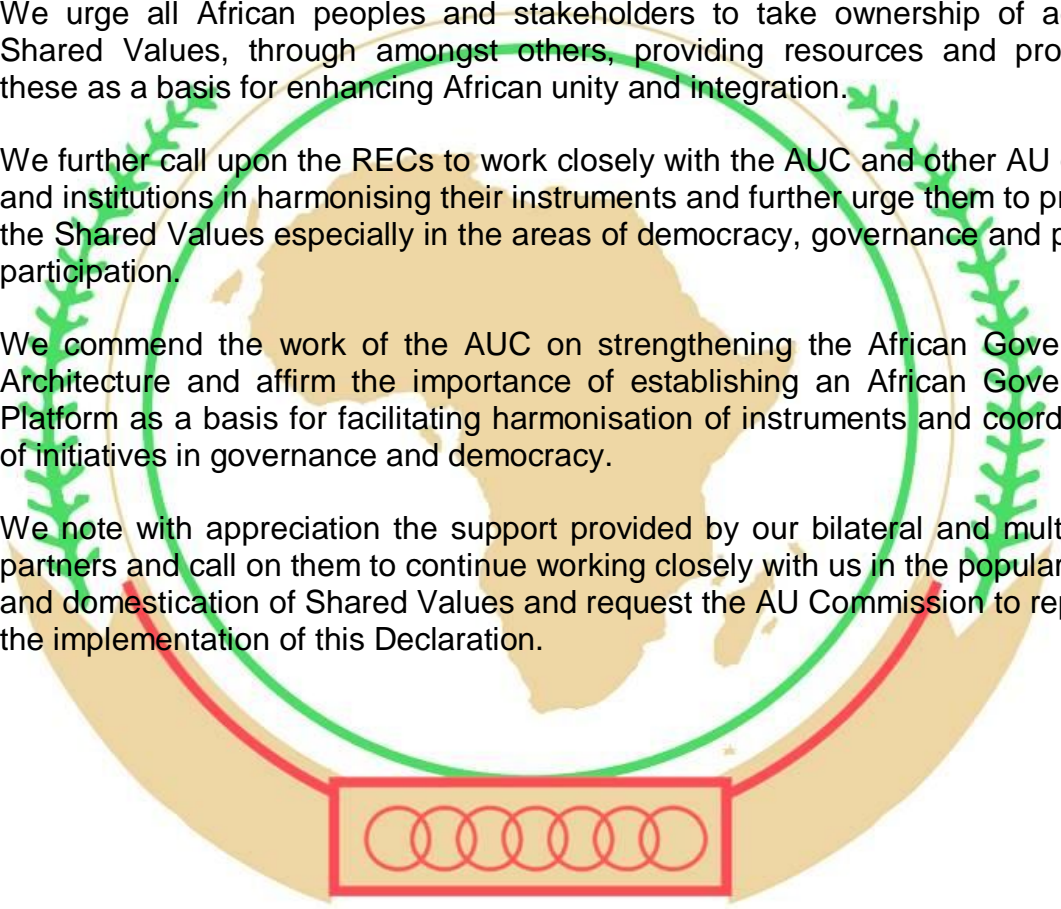 We urge all African peoples and stakeholders to take ownership of a
Shared Values, through amongst others, providing resources and pro
these as a basis for enhancing African unity and integration.
We further call upon the RECs to work closely with the AUC and other AU
and institutions in harmonising their instruments and further urge them to pr
the Shared Values especially in the areas of democracy, governance and p
participation.
We commend the work of the AUC on strengthening the African Gove
Architecture and affirm the importance of establishing an African Gove
Platform as a basis for facilitating harmonisation of instruments and coord
of initiatives in governance and democracy.
We note with appreciation the support provided by our bilateral and mult
partners and call on them to continue working closely with us in the popular
and domestication of Shared Values and request the AU Commission to rep
the implementation of this Declaration.